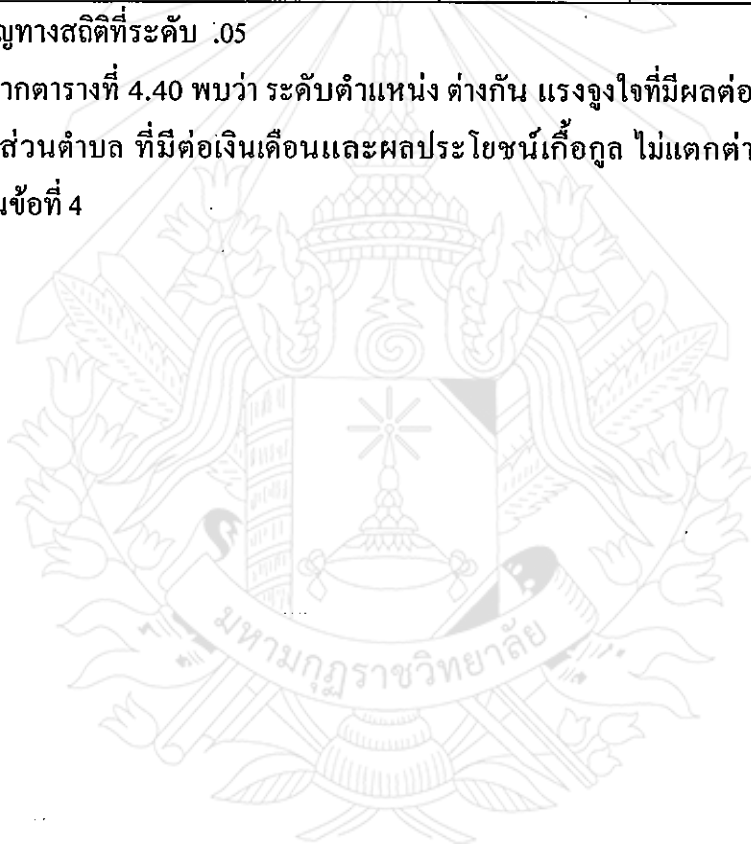 ญทางสถิติที่ระดับ .05
ากตารางที่ 4.40 พบว่า ระดับตำแหน่ง ต่างกัน แรงจูงใจที่มีผลต่อ
ส่วนตำบล ที่มีต่อเงินเดือนและผลประโยชน์เกื้อกูล ไม่แตกต่า
นข้อที่ 4
มหามกุฏราชวิทยาลัย